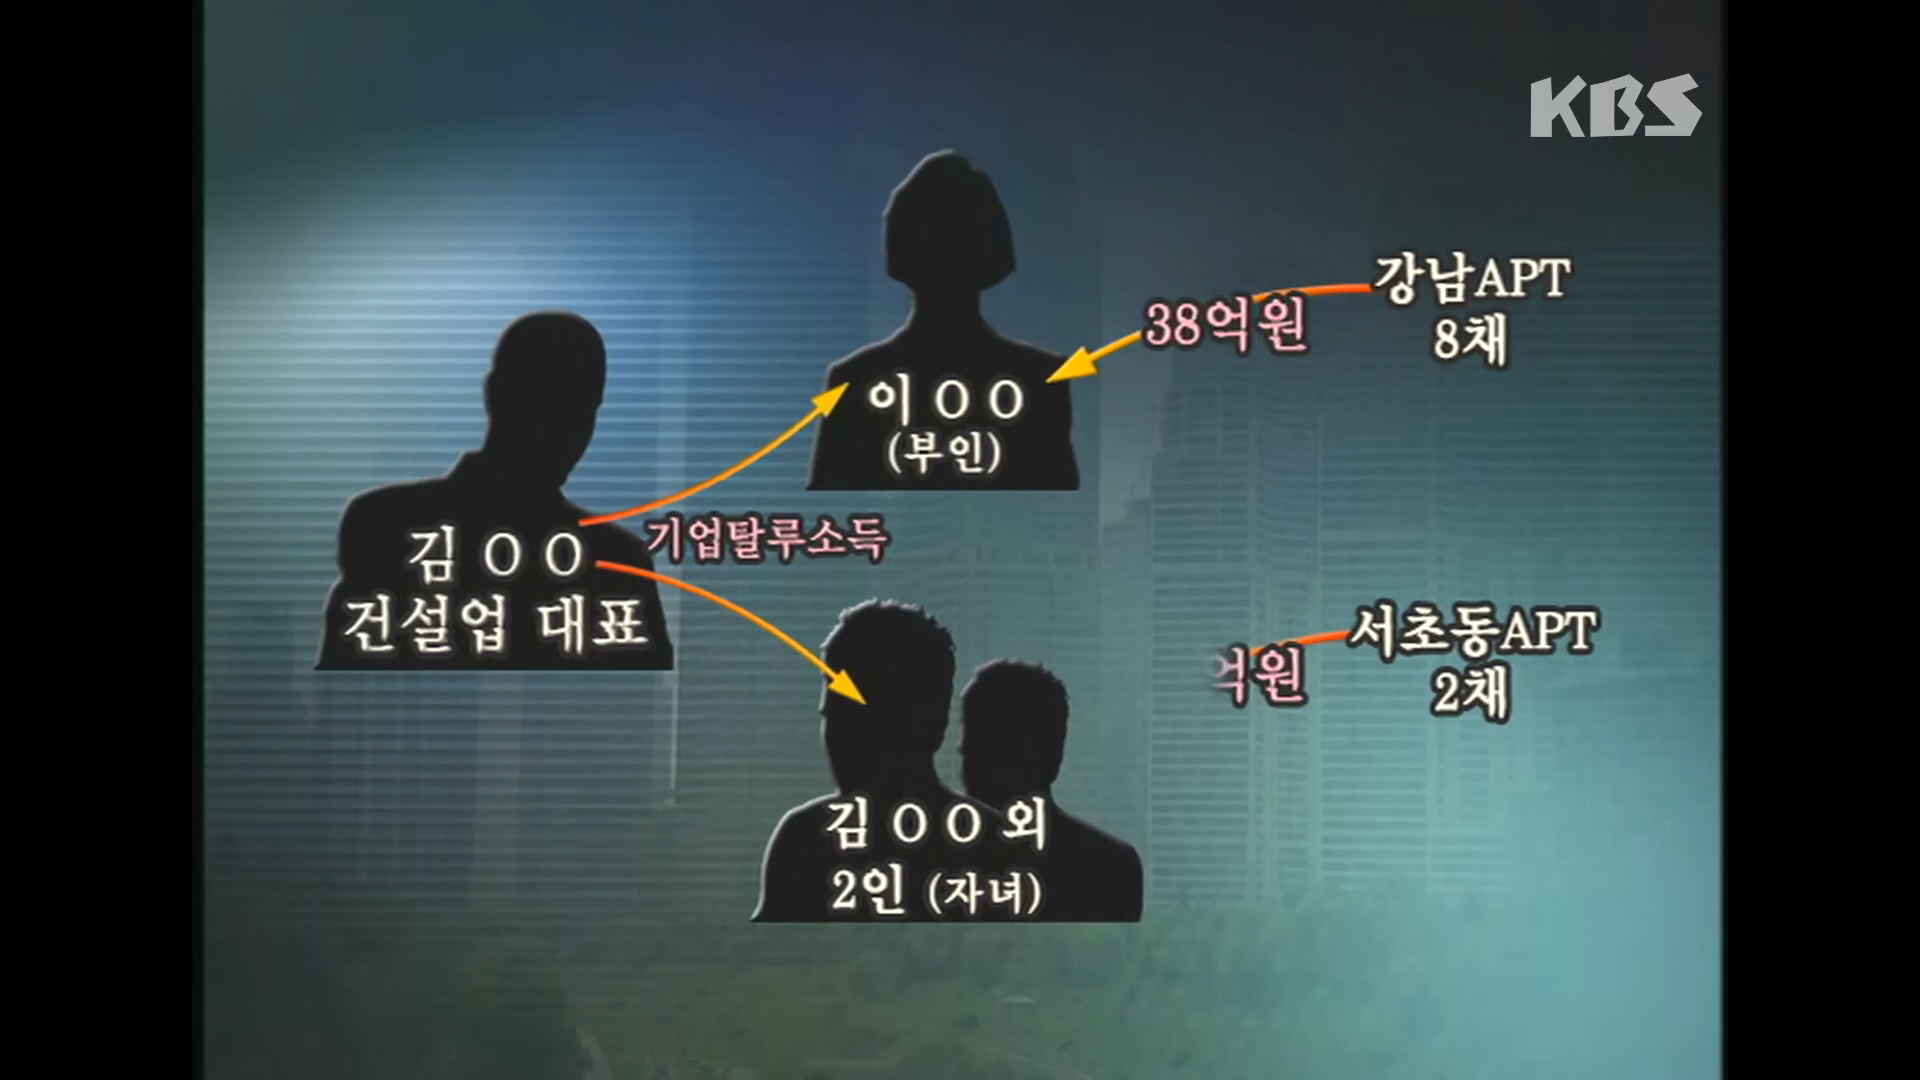 KBS
강남APT
8채
38억원
이 O O
(부인)
김 O O
건설업 대표
기업탈루소득
서초동APT
2채
억원
김 O O 외
2인 (자녀)